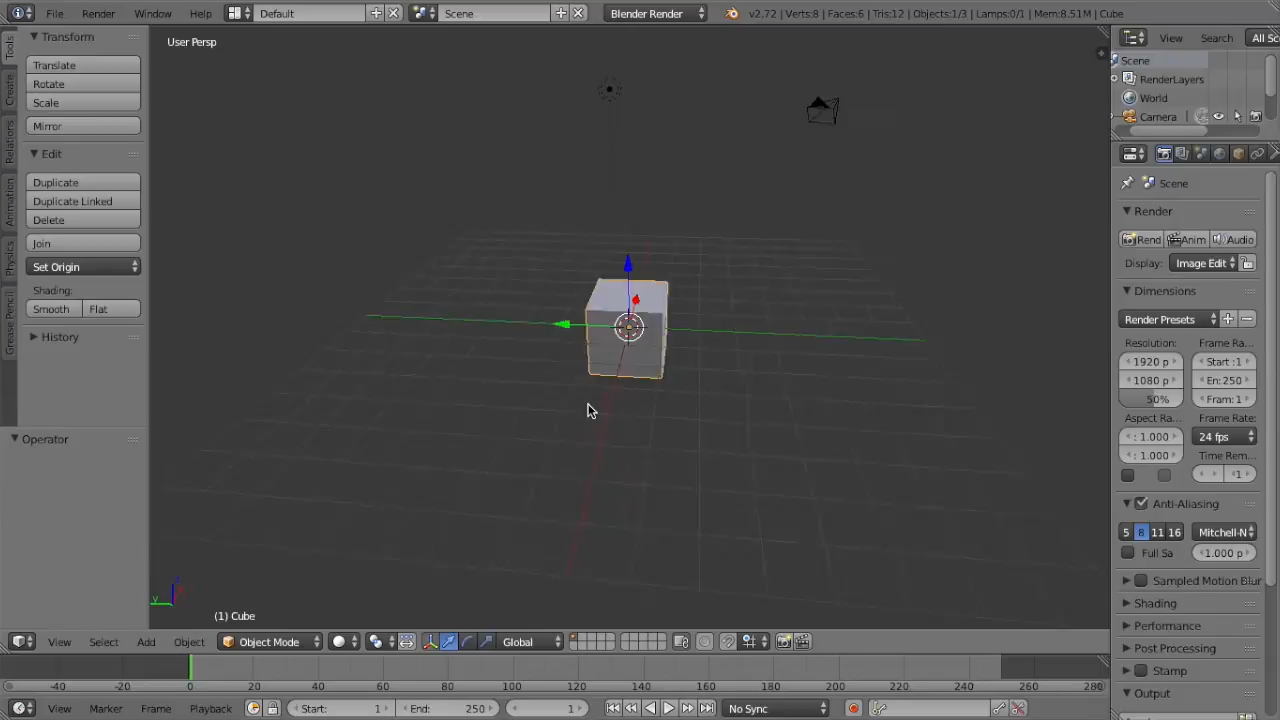 File Render Window Help Default Scene Blender Render v2.72 | Verts:8 | Faces:6 | Tris:12 | Objects:1/3 | Lamps:0/1 | Mem:8.51M | Cube
Tools
Create
Relations
Animation
Physics
Grease Pencil
Transform
Translate
Rotate
Scale
Mirror
Edit
Duplicate
Duplicate Linked
Delete
Join
Set Origin
Shading:
Smooth Flat
History
Operator
User Persp
z
y
(1) Cube
View Search All Sc
Scene
RenderLayers
World
Camera
Scene
Render
Rend Anim Audio
Display: Image Edit
Dimensions
Render Presets
Resolution: Frame Ra...
1920 p Start :1
1080 p En: 250
50% Fram: 1
Aspect Ra... Frame Rate:
: 1.000 24 fps
: 1.000 Time Rem...
1
Anti-Aliasing
5 8 11 16 Mitchell-N
Full Sa 1.000 p
Sampled Motion Blur
Shading
Performance
Post Processing
Stamp
Output
View Select Add Object Object Mode Global
-40 -20 0 20 40 60 80 100 120 140 160 180 200 220 240 260 280
View Marker Frame Playback Start: 1 End: 250 1 No Sync